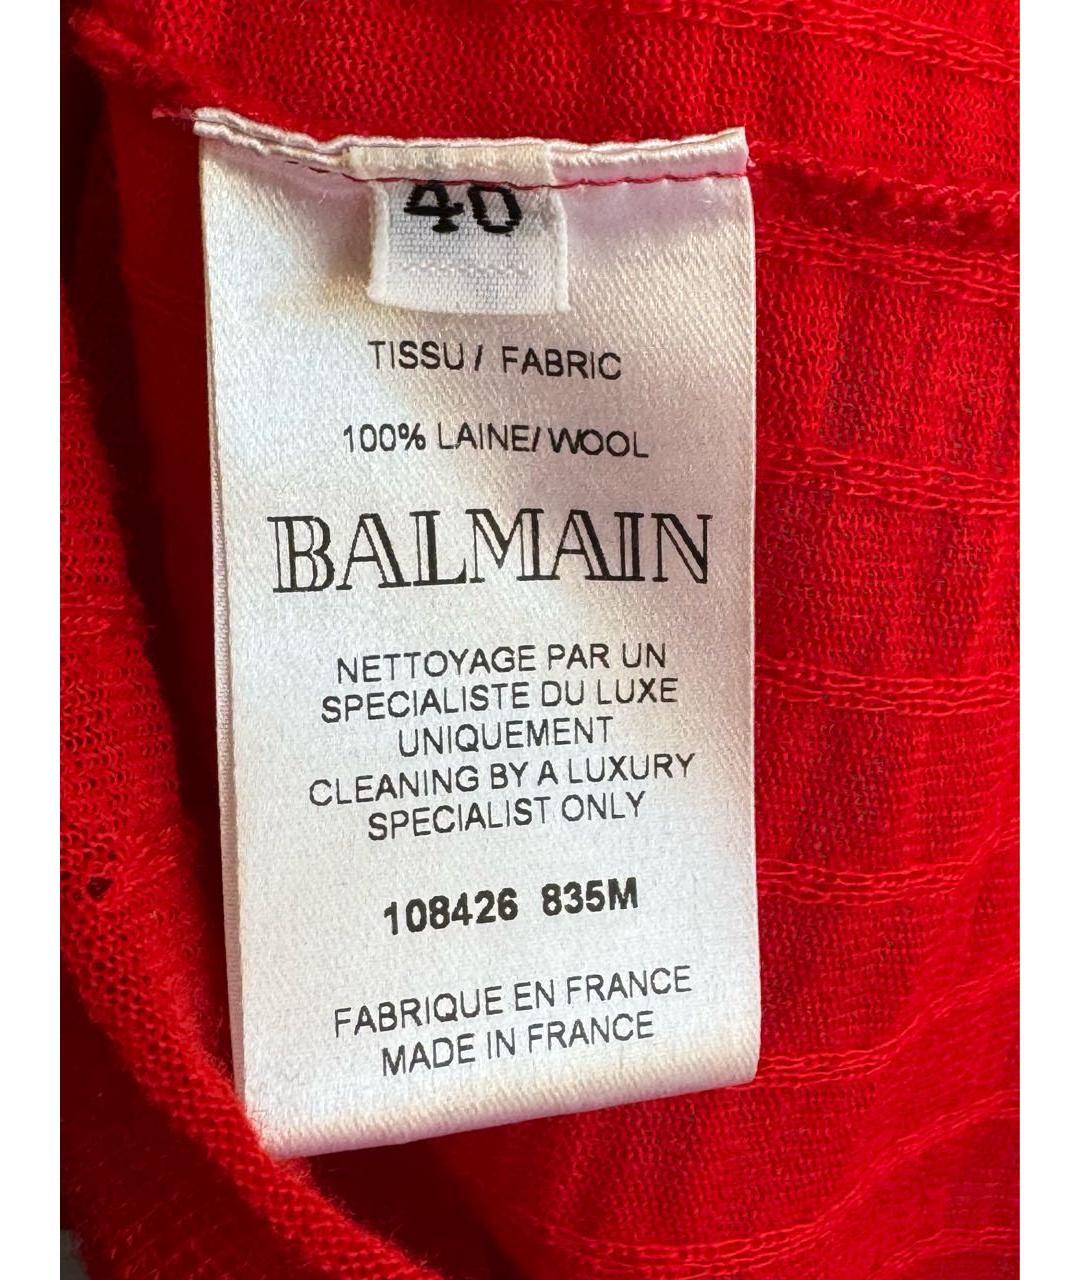 40
TISSU / FABRIC
100% LAINE/ WOOL
BALMAIN
NETTOYAGE PAR UN
SPECIALISTE DU LUXE
UNIQUEMENT
CLEANING BY A LUXURY
SPECIALIST ONLY
108426 835M
FABRIQUE EN FRANCE
MADE IN FRANCE